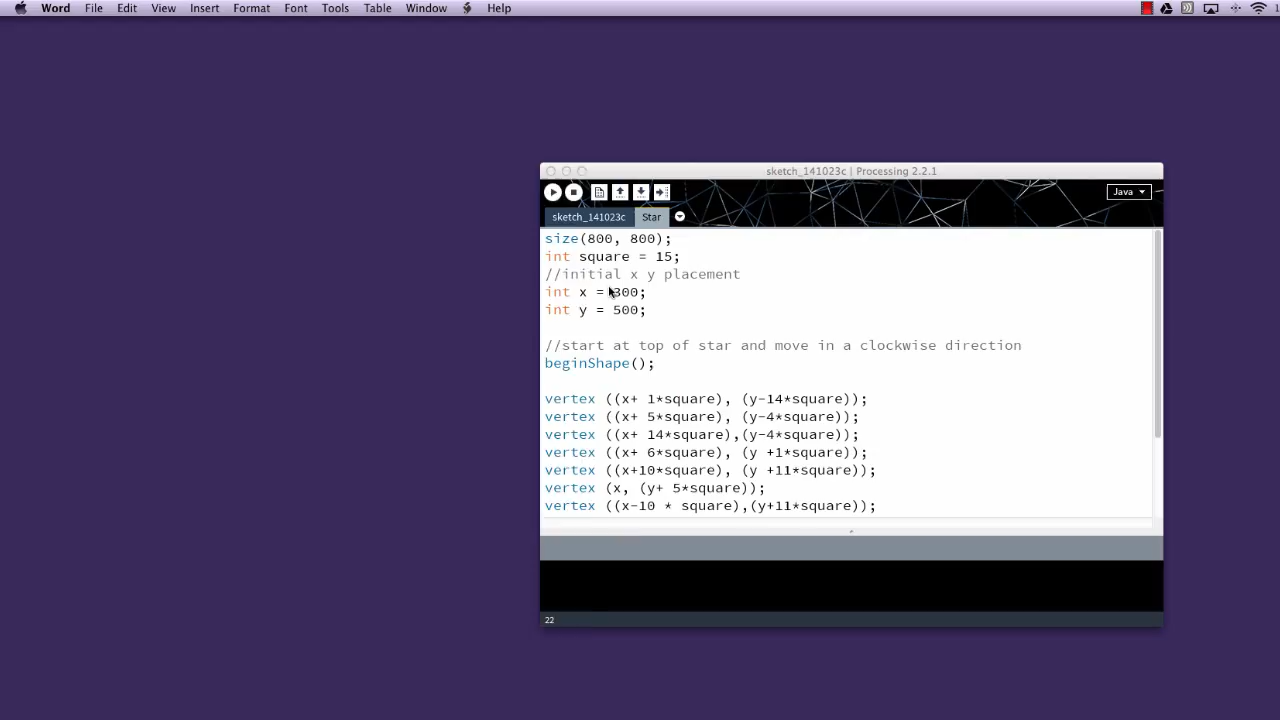 Word File Edit View Insert Format Font Tools Table Window Help
sketch_141023c | Processing 2.2.1
Java
sketch_141023c Star
size(800, 800);
int square = 15;
//initial x y placement
int x = 300;
int y = 500;
//start at top of star and move in a clockwise direction
beginShape();
vertex ((x+ 1*square), (y-14*square));
vertex ((x+ 5*square), (y-4*square));
vertex ((x+ 14*square),(y-4*square));
vertex ((x+ 6*square), (y +1*square));
vertex ((x+10*square), (y +11*square));
vertex (x, (y+ 5*square));
vertex ((x-10 * square),(y+11*square));
22